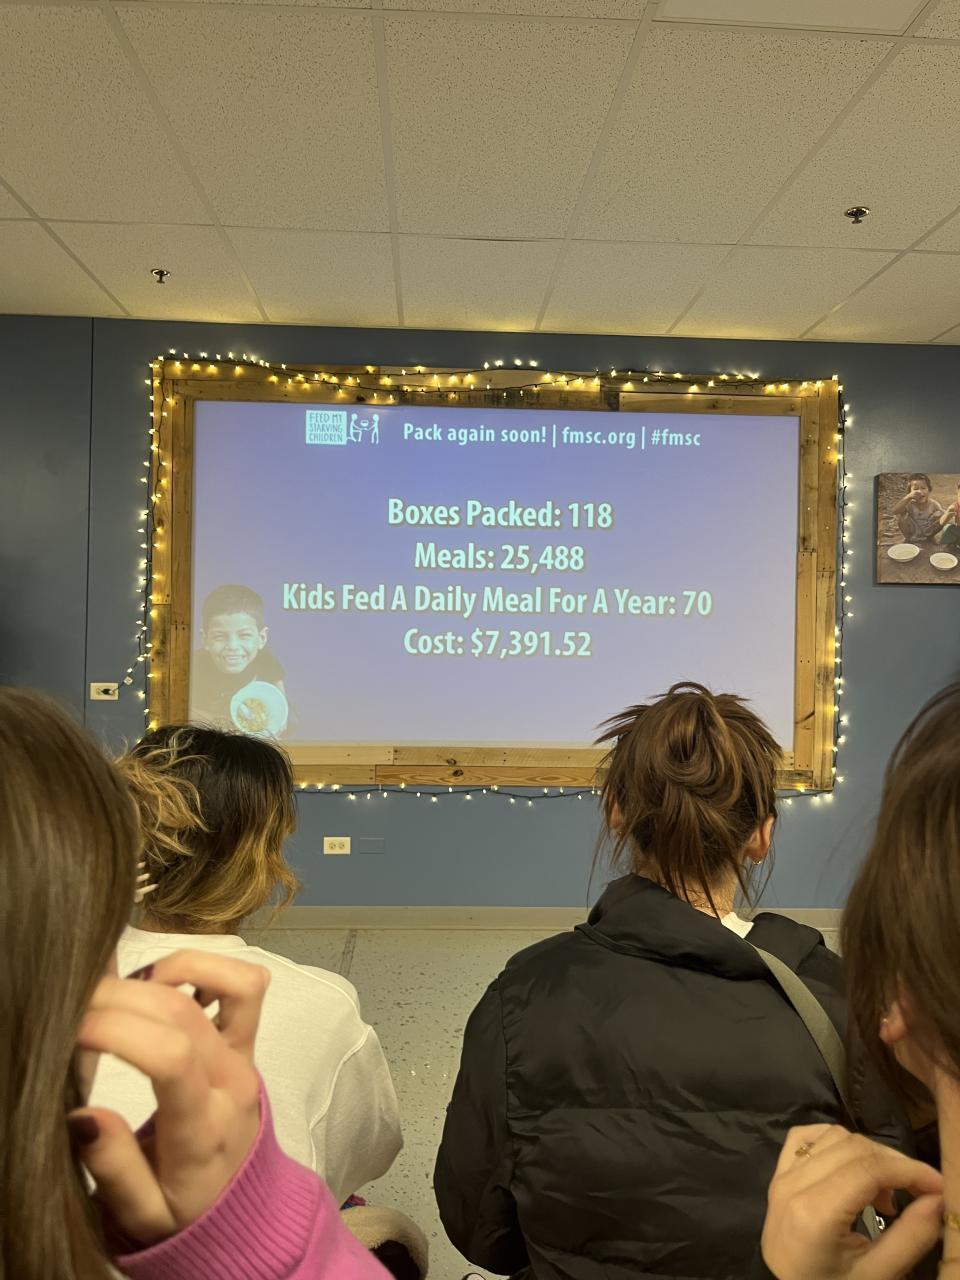 FEED MY
STARVING
CHILDREN
Pack again soon! | fmsc.org | #fmsc
Boxes Packed: 118
Meals: 25,488
Kids Fed A Daily Meal For A Year: 70
Cost: $7,391.52